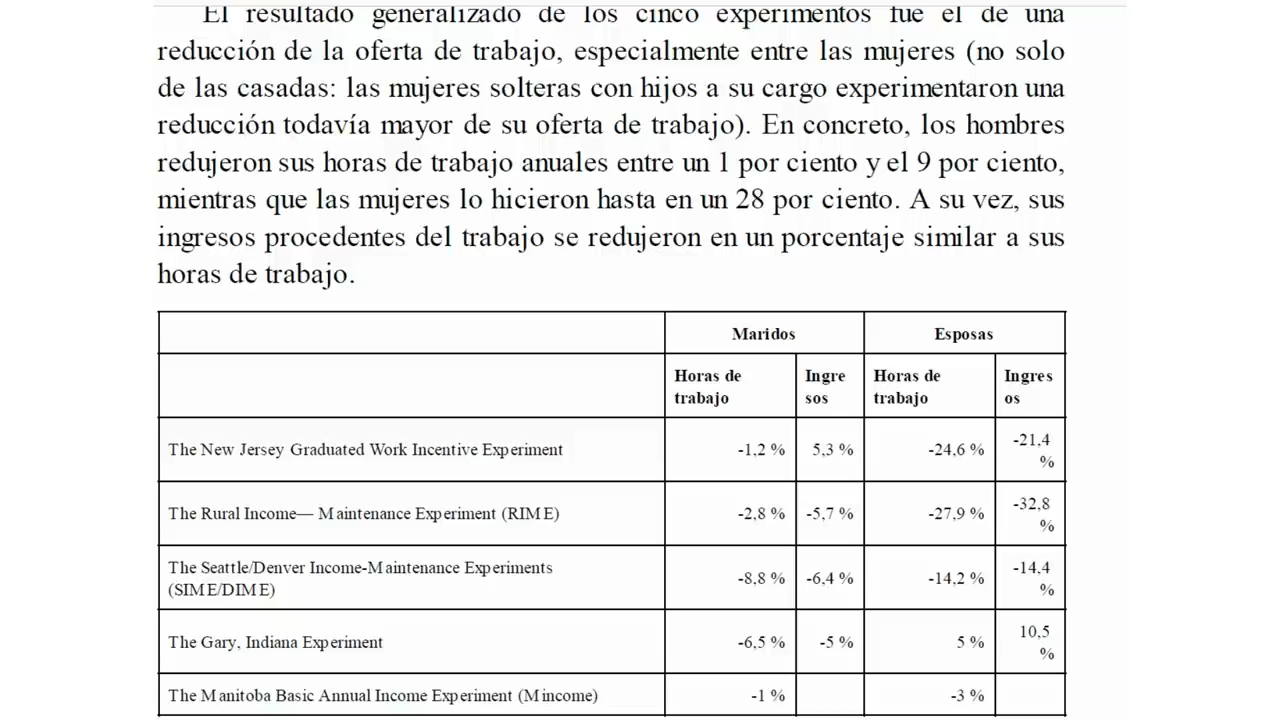 El resultado generalizado de los cinco experimentos fue el de una
reducción de la oferta de trabajo, especialmente entre las mujeres (no solo
de las casadas: las mujeres solteras con hijos a su cargo experimentaron una
reducción todavía mayor de su oferta de trabajo). En concreto, los hombres
redujeron sus horas de trabajo anuales entre un 1 por ciento y el 9 por ciento,
mientras que las mujeres lo hicieron hasta en un 28 por ciento. A su vez, sus
ingresos procedentes del trabajo se redujeron en un porcentaje similar a sus
horas de trabajo.
Maridos Esposas
Horas de Ingre Horas de Ingres
trabajo sos trabajo os
The New Jersey Graduated Work Incentive Experiment -1,2 % 5,3 % -24,6 % -21,4
%
The Rural Income— Maintenance Experiment (RIME) -2,8 % -5,7 % -27,9 % -32,8
%
The Seattle/Denver Income-Maintenance Experiments
(SIME/DIME) -8,8 % -6,4 % -14,2 % -14,4
%
The Gary, Indiana Experiment -6,5 % -5 % 5 % 10,5
%
The Manitoba Basic Annual Income Experiment (Mincome) -1 % -3 %